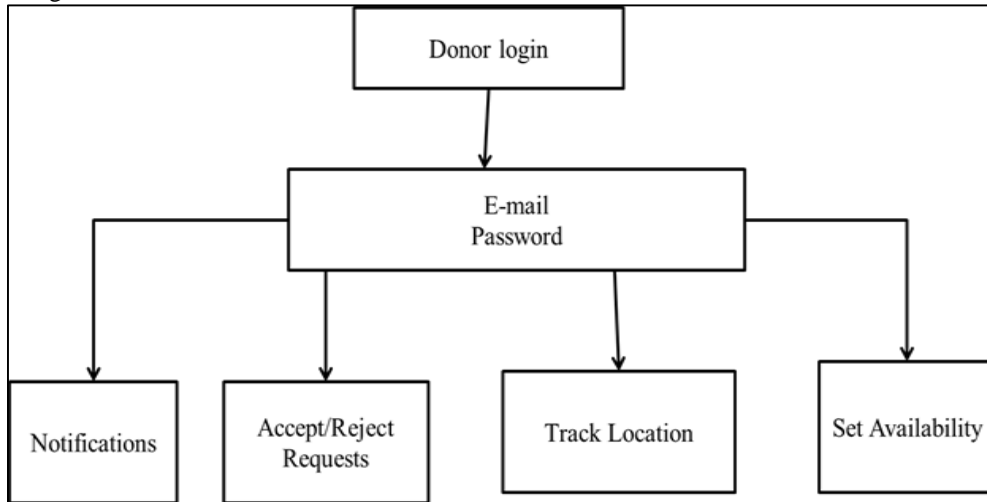 Donor login
E-mail
Password
Notifications
Accept/Reject
Requests
Track Location
Set Availability